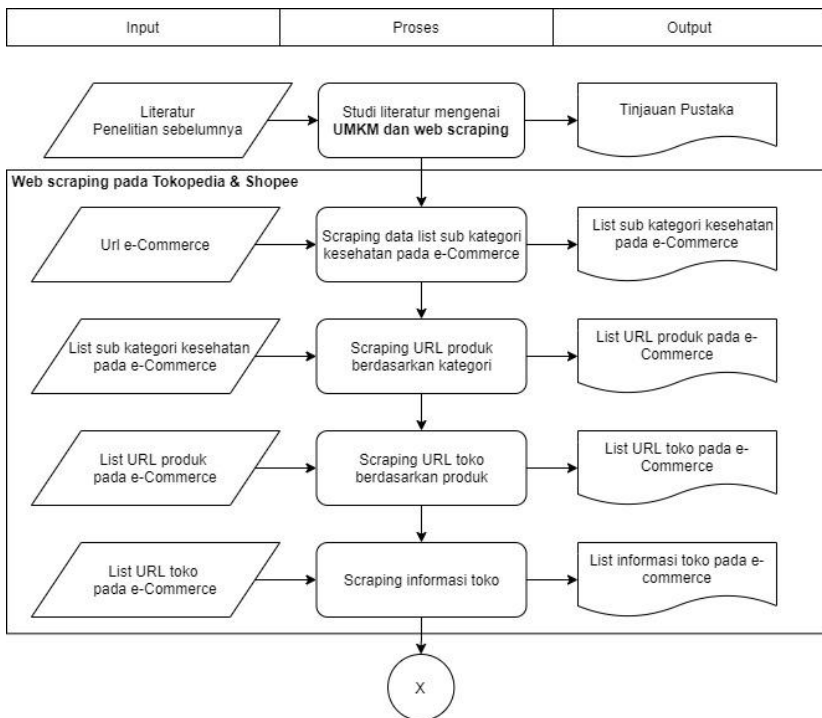 Input
Proses
Output
Literatur
Penelitian sebelumnya
Studi literatur mengenai
UMKM dan web scraping
Tinjauan Pustaka
Web scraping pada Tokopedia & Shopee
Url e-Commerce
Scraping data list sub kategori
kesehatan pada e-Commerce
List sub kategori kesehatan
pada e-Commerce
List sub kategori kesehatan
pada e-Commerce
Scraping URL produk
berdasarkan kategori
List URL produk pada e-
Commerce
List URL produk
pada e-Commerce
Scraping URL toko
berdasarkan produk
List URL toko pada e-
Commerce
List URL toko
pada e-Commerce
Scraping informasi toko
List informasi toko pada e-
commerce
X